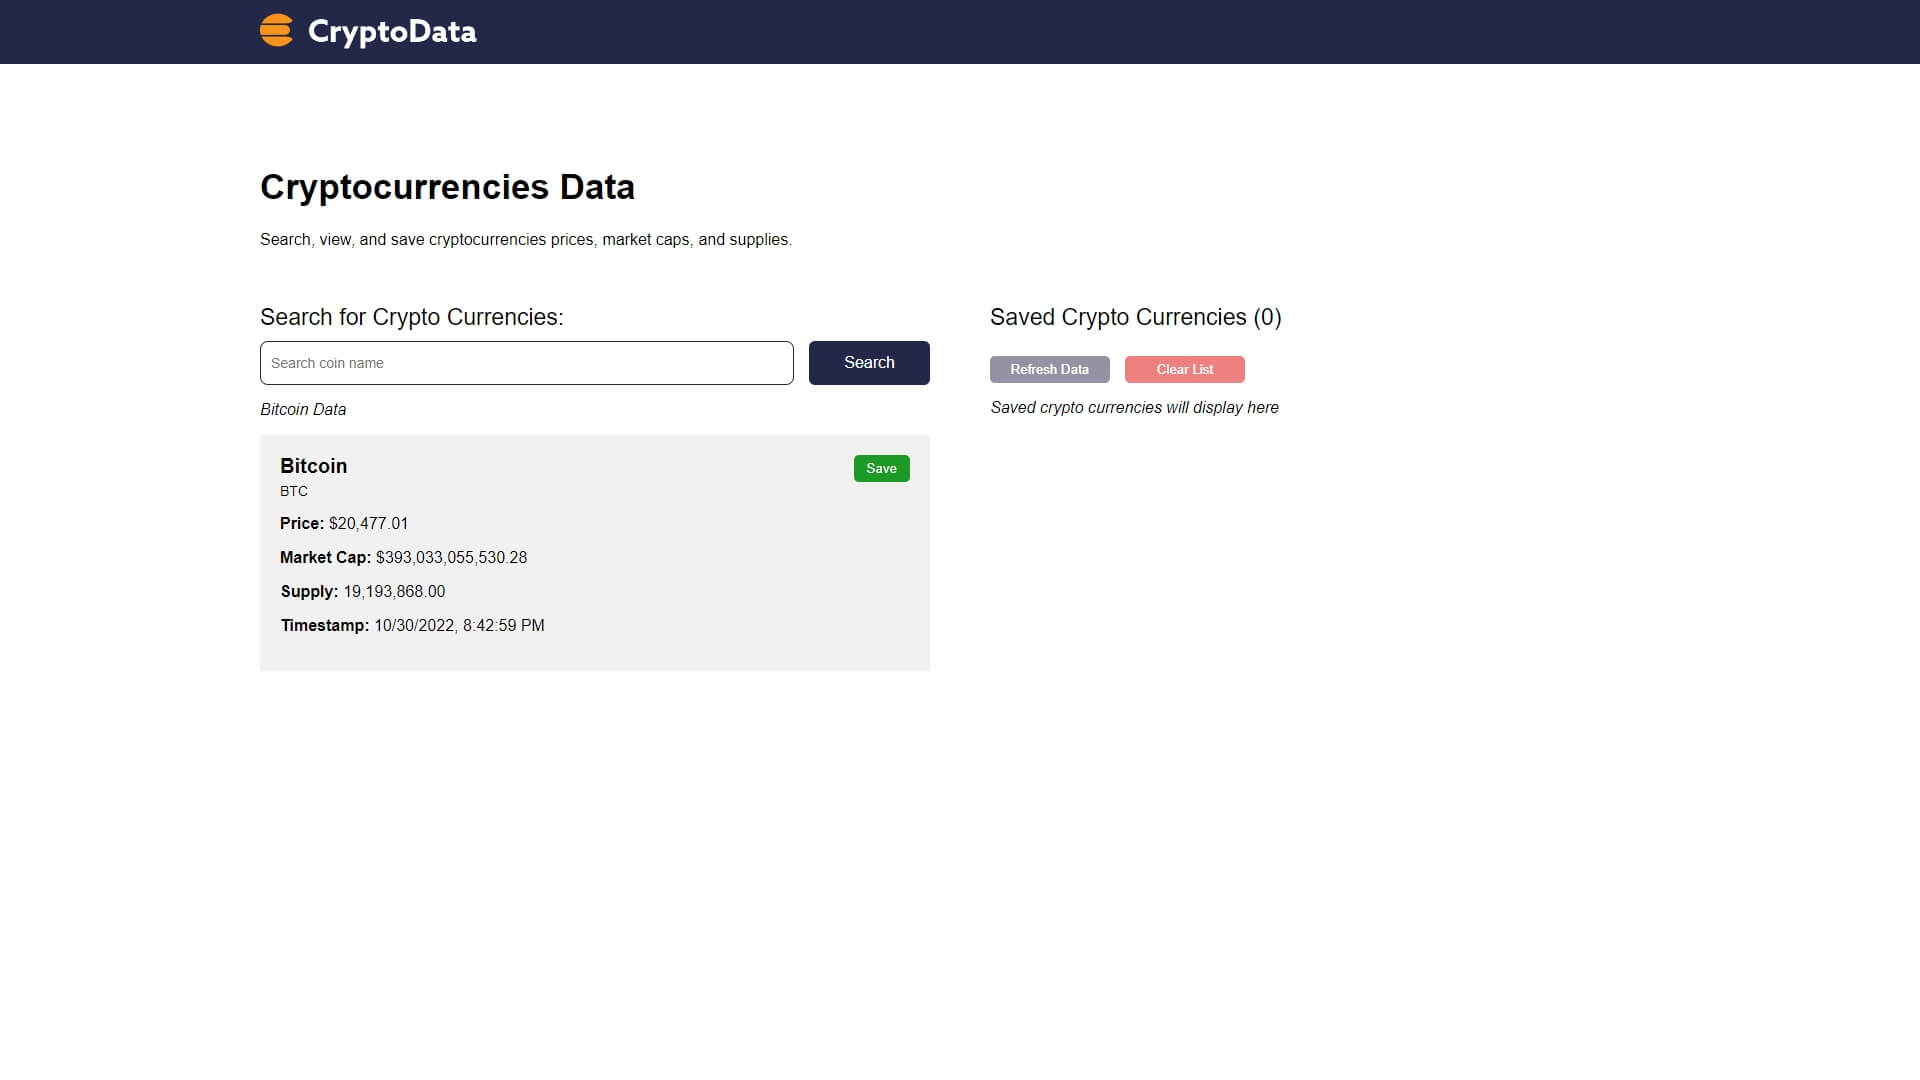 CryptoData
Cryptocurrencies Data
Search, view, and save cryptocurrencies prices, market caps, and supplies.
Search for Crypto Currencies:
Search coin name
Search
Bitcoin Data
Bitcoin
Save
BTC
Price: $20,477.01
Market Cap: $393,033,055,530.28
Supply: 19,193,868.00
Timestamp: 10/30/2022, 8:42:59 PM
Saved Crypto Currencies (0)
Refresh Data
Clear List
Saved crypto currencies will display here